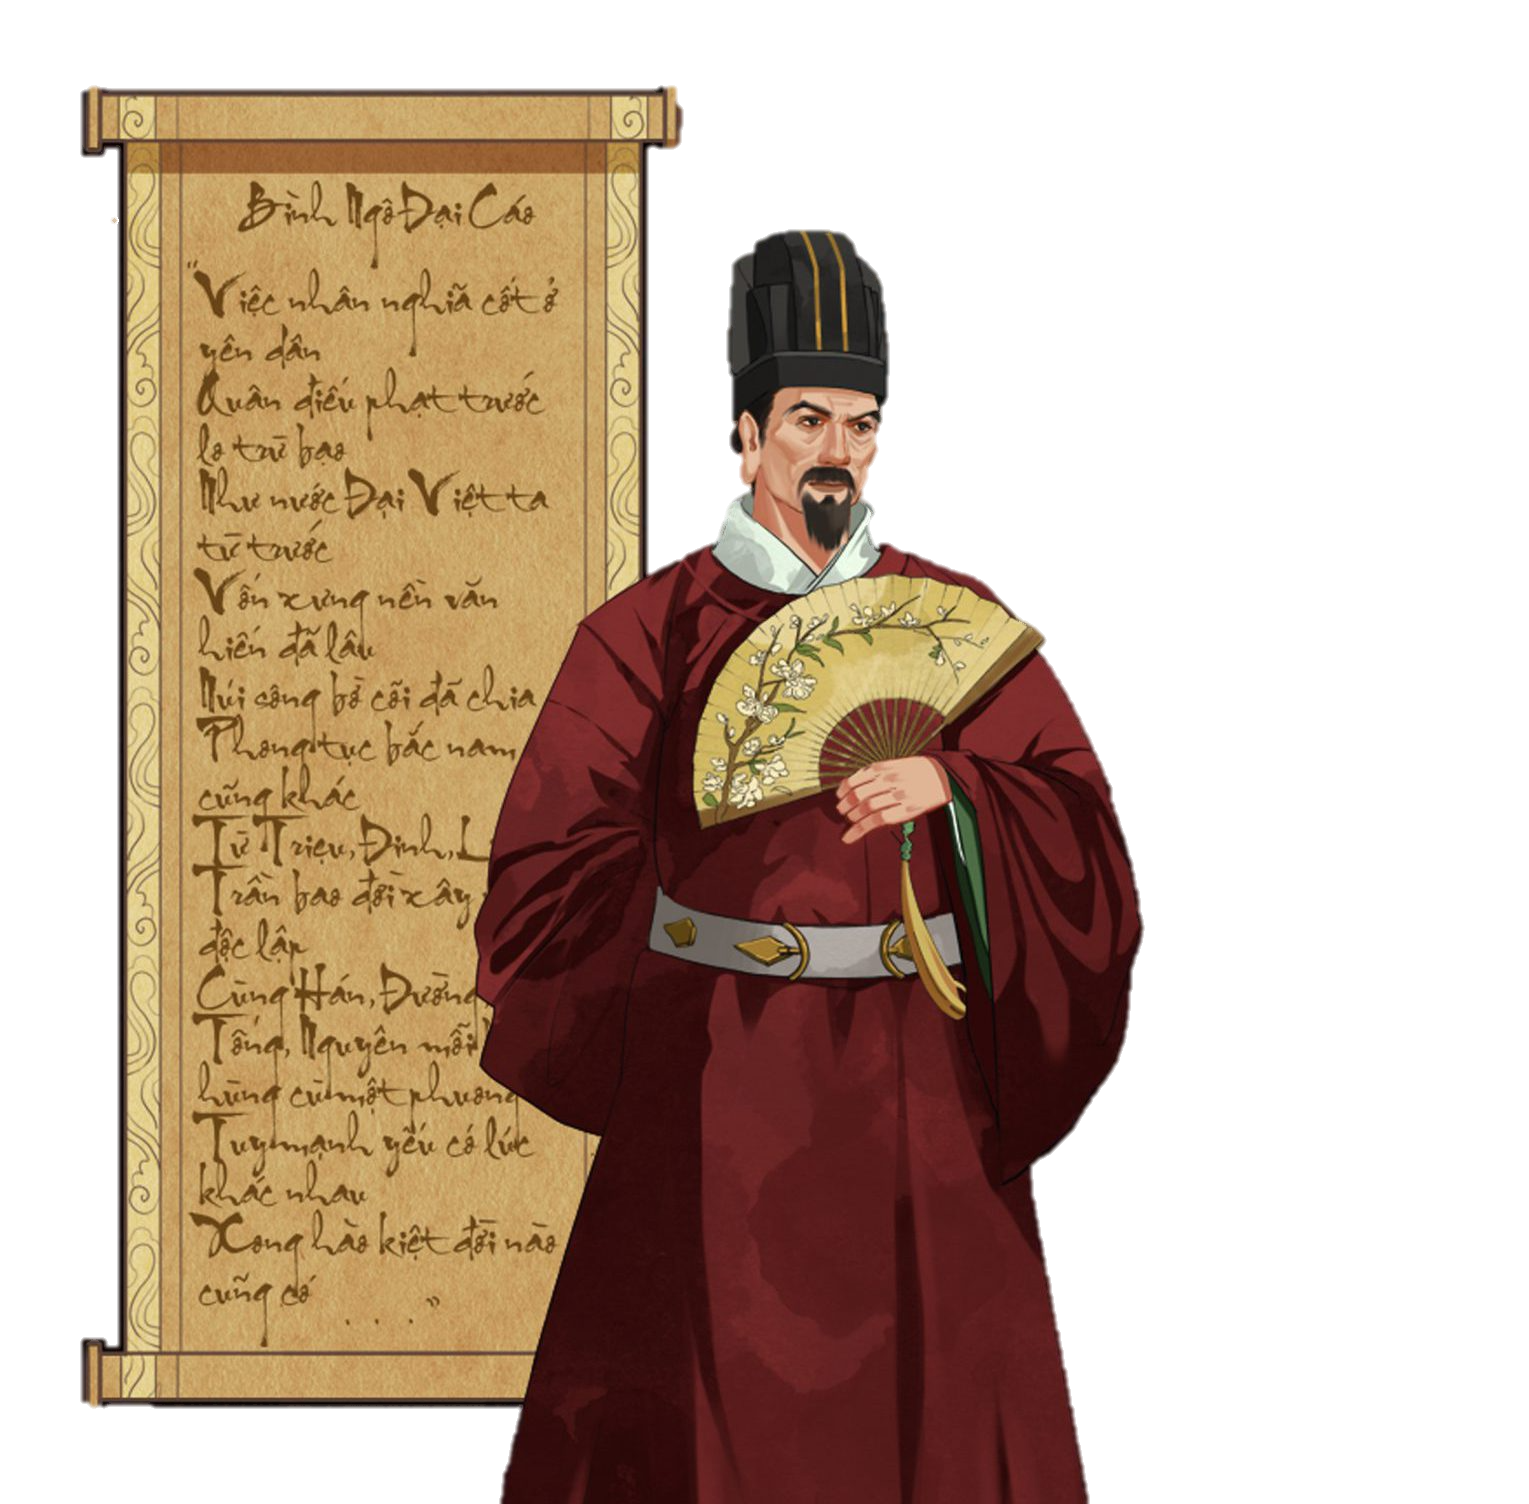 Bình Ngô Đại Cáo
"Việc nhân nghĩa cốt ở
yên dân
Quân điếu phạt trước
lo trừ bạo
Như nước Đại Việt ta
từ trước
Vốn xưng nền văn
hiến đã lâu
Núi sông bờ cõi đã chia
Phong tục bắc nam
cũng khác
Từ Triệu, Đinh,
Trần bao đời xây
độc lập
Cùng Hán, Đường,
Tống, Nguyên mỗi
hùng cứ một phương
Tuy mạnh yếu có lúc
khác nhau
Xong hào kiệt đời nào
cũng có
..."